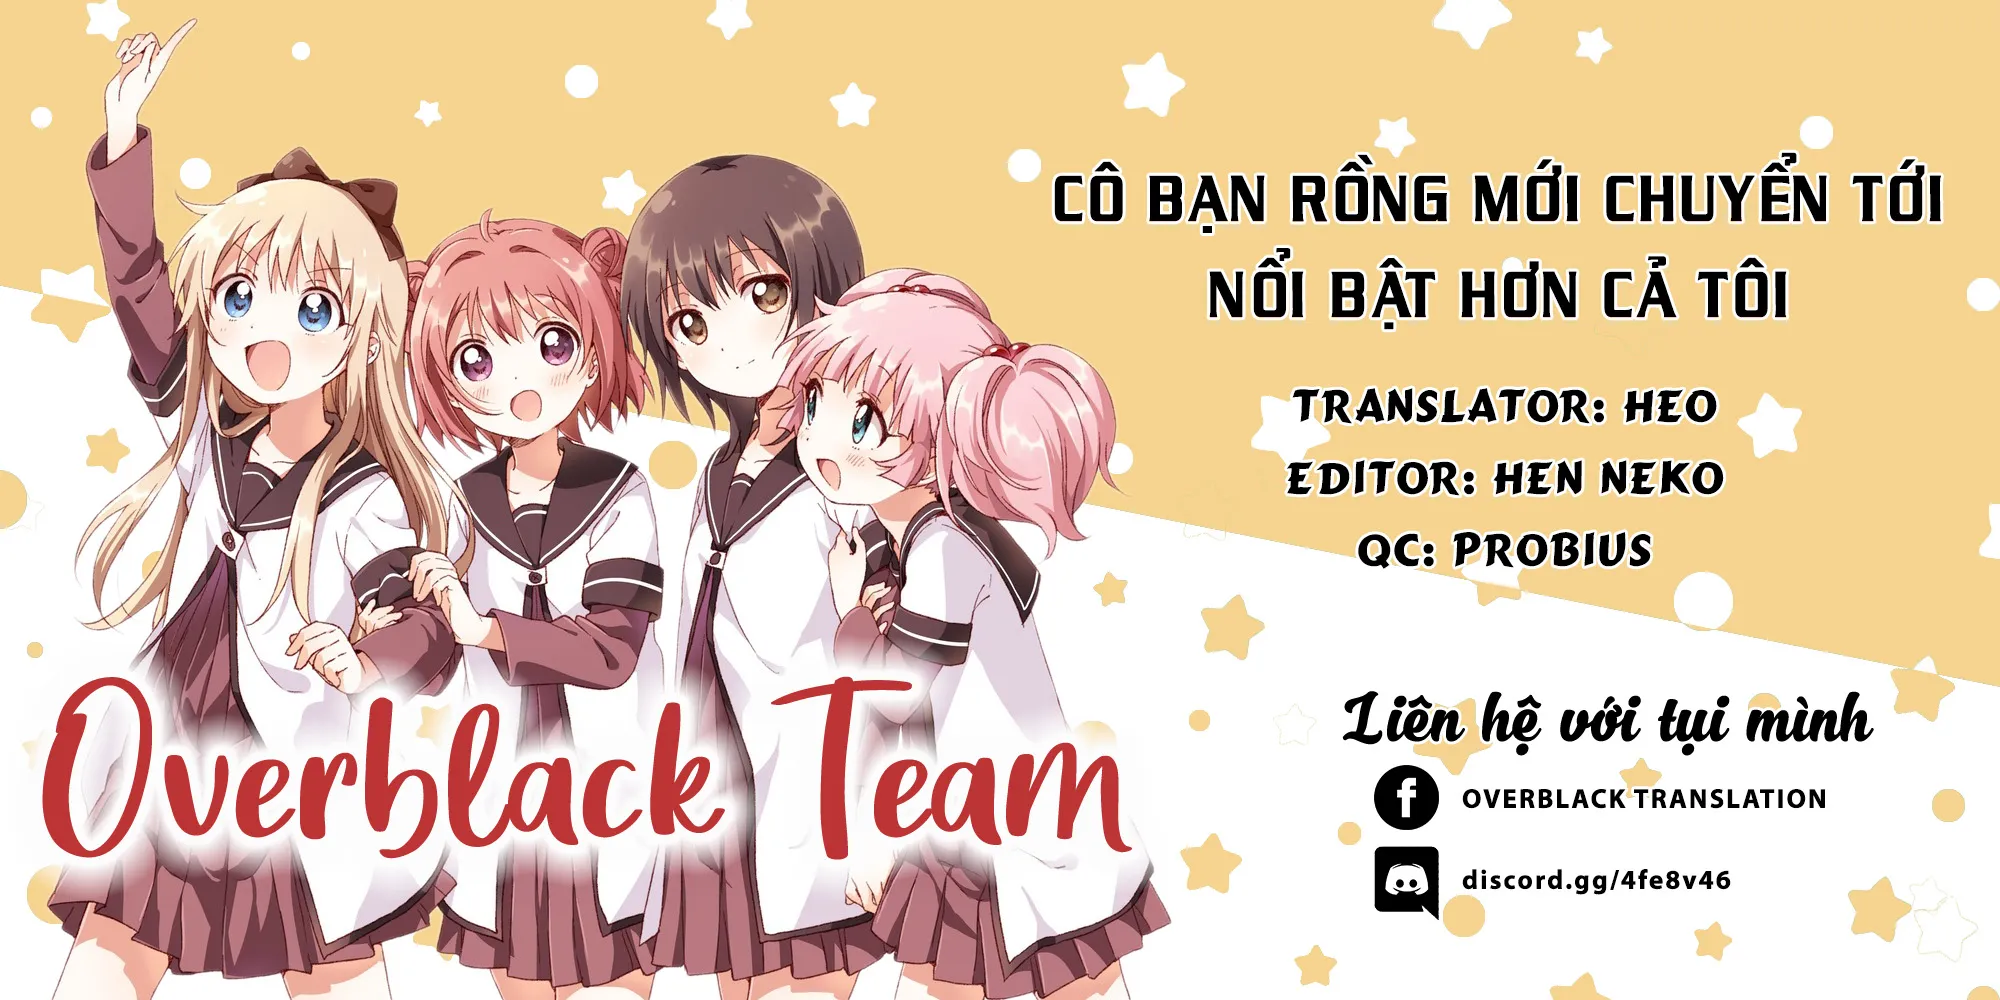 CÔ BẠN RỒNG MỚI CHUYỂN TỚI
NỔI BẬT HƠN CẢ TÔI
TRANSLATOR: HEO
EDITOR: HEN NEKO
QC: PROBIUS
Overblack Team
Liên hệ với tụi mình
OVERBLACK TRANSLATION
discord.gg/4fe8v46